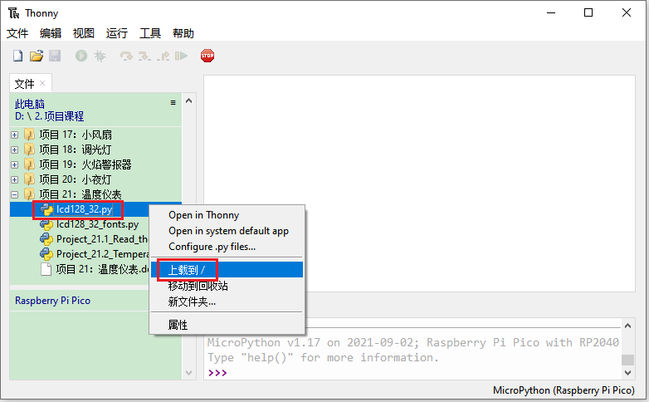 Thonny
文件 编辑 视图 运行 工具 帮助
STOP
文件
此电脑
D: \ 2. 项目课程
项目 17：小风扇
项目 18：调光灯
项目 19：火焰警报器
项目 20：小夜灯
项目 21：温度仪表
lcd128_32.py
lcd128_32_fonts.py
Project_21.1_Read_the
Project_21.2_Tempera
项目 21：温度仪表.do
Open in Thonny
Open in system default app
Configure .py files...
上载到 /
移动到回收站
新文件夹...
属性
Raspberry Pi Pico
MicroPython v1.17 on 2021-09-02; Raspberry Pi Pico with RP2040
Type "help()" for more information.
>>>
MicroPython (Raspberry Pi Pico)